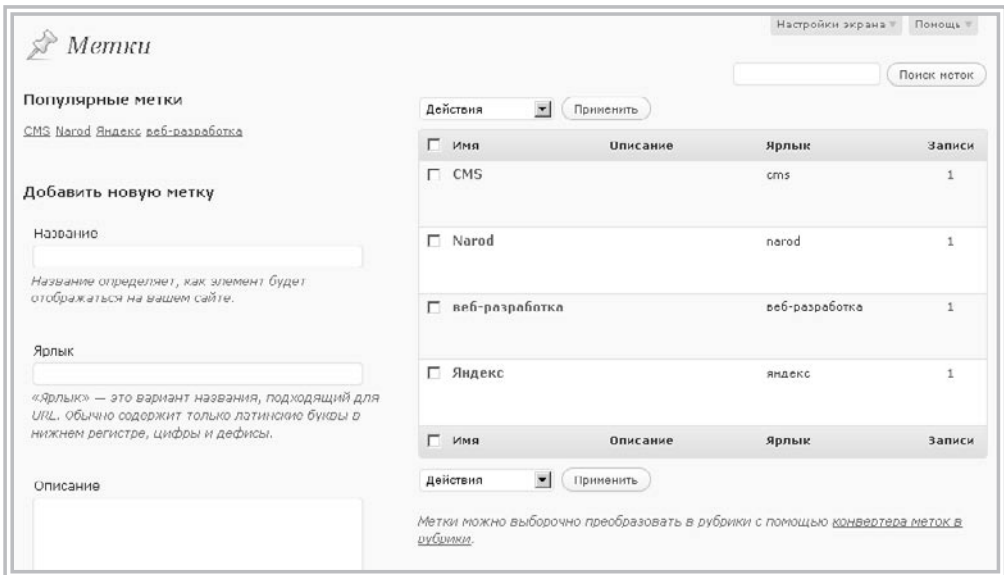 Настройки экрана
Помощь
Метки
Поиск меток
Популярные метки
CMS Narod Яндекс веб-разработка
Добавить новую метку
Название
Название определяет, как элемент будет
отображаться на вашем сайте.
Ярлык
«Ярлык» — это вариант названия, подходящий для
URL. Обычно содержит только латинские буквы в
нижнем регистре, цифры и дефисы.
Описание
Действия Применить
Имя Описание Ярлык Записи
CMS cms 1
Narod narod 1
веб-разработка веб-разработка 1
Яндекс яндекс 1
Имя Описание Ярлык Записи
Действия Применить
Метки можно выборочно преобразовать в рубрики с помощью конвертера меток в
рубрики.